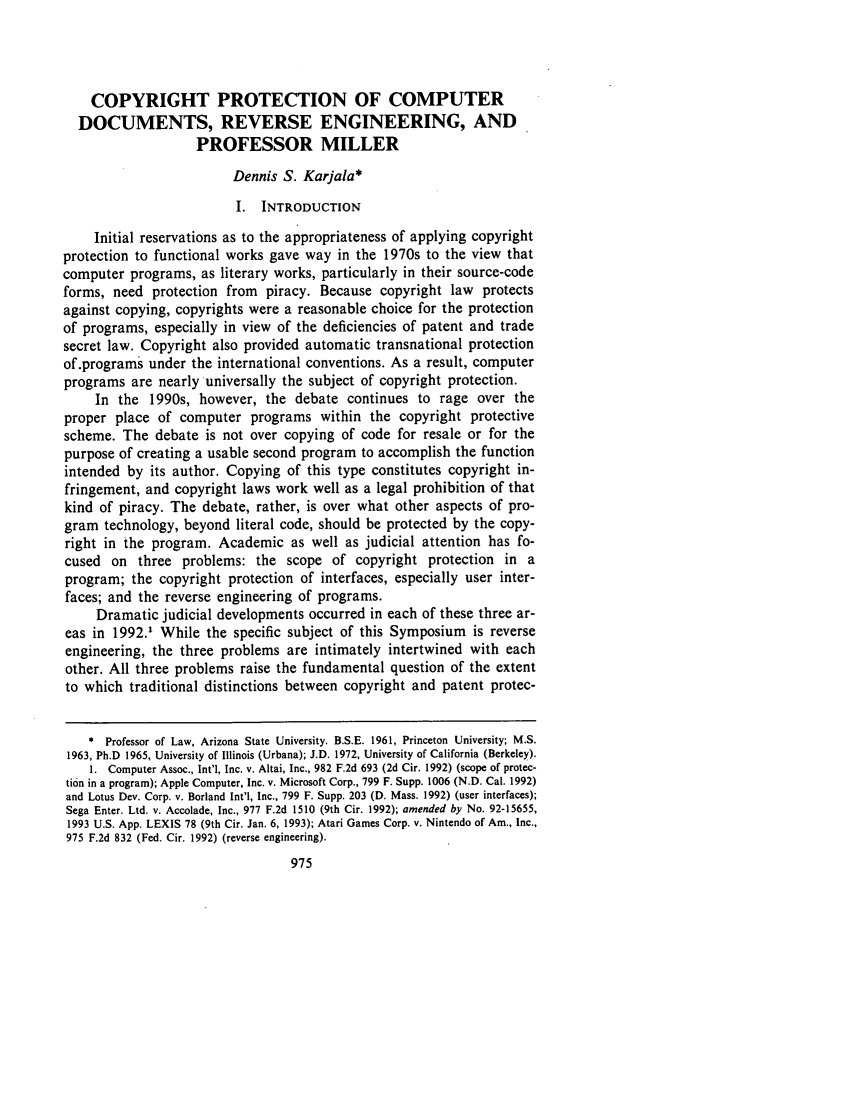 COPYRIGHT PROTECTION OF COMPUTER
DOCUMENTS, REVERSE ENGINEERING, AND
PROFESSOR MILLER
Dennis S. Karjala*
I. INTRODUCTION
Initial reservations as to the appropriateness of applying copyright
protection to functional works gave way in the 1970s to the view that
computer programs, as literary works, particularly in their source-code
forms, need protection from piracy. Because copyright law protects
against copying, copyrights were a reasonable choice for the protection
of programs, especially in view of the deficiencies of patent and trade
secret law. Copyright also provided automatic transnational protection
of programs under the international conventions. As a result, computer
programs are nearly universally the subject of copyright protection.
In the 1990s, however, the debate continues to rage over the
proper place of computer programs within the copyright protective
scheme. The debate is not over copying of code for resale or for the
purpose of creating a usable second program to accomplish the function
intended by its author. Copying of this type constitutes copyright in-
fringement, and copyright laws work well as a legal prohibition of that
kind of piracy. The debate, rather, is over what other aspects of pro-
gram technology, beyond literal code, should be protected by the copy-
right in the program. Academic as well as judicial attention has fo-
cused on three problems: the scope of copyright protection in a
program; the copyright protection of interfaces, especially user inter-
faces; and the reverse engineering of programs.
Dramatic judicial developments occurred in each of these three ar-
eas in 1992.¹ While the specific subject of this Symposium is reverse
engineering, the three problems are intimately intertwined with each
other. All three problems raise the fundamental question of the extent
to which traditional distinctions between copyright and patent protec-
* Professor of Law, Arizona State University. B.S.E. 1961, Princeton University; M.S.
1963, Ph.D 1965, University of Illinois (Urbana); J.D. 1972, University of California (Berkeley).
1. Computer Assoc., Int'l, Inc. v. Altai, Inc., 982 F.2d 693 (2d Cir. 1992) (scope of protec-
tion in a program); Apple Computer, Inc. v. Microsoft Corp., 799 F. Supp. 1006 (N.D. Cal. 1992)
and Lotus Dev. Corp. v. Borland Int'l, Inc., 799 F. Supp. 203 (D. Mass. 1992) (user interfaces);
Sega Enter. Ltd. v. Accolade, Inc., 977 F.2d 1510 (9th Cir. 1992); amended by No. 92-15655,
1993 U.S. App. LEXIS 78 (9th Cir. Jan. 6, 1993); Atari Games Corp. v. Nintendo of Am., Inc.,
975 F.2d 832 (Fed. Cir. 1992) (reverse engineering).
975